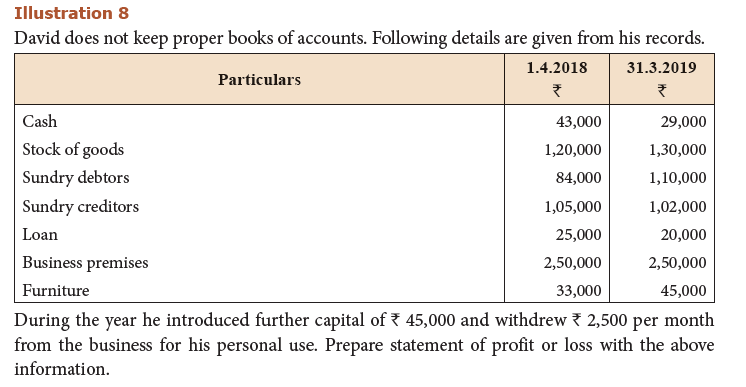 Illustration 8
David does not keep proper books of accounts. Following details are given from his records.
Particulars 1.4.2018 ₹ 31.3.2019 ₹
Cash 43,000 29,000
Stock of goods 1,20,000 1,30,000
Sundry debtors 84,000 1,10,000
Sundry creditors 1,05,000 1,02,000
Loan 25,000 20,000
Business premises 2,50,000 2,50,000
Furniture 33,000 45,000
During the year he introduced further capital of ₹ 45,000 and withdrew ₹ 2,500 per month
from the business for his personal use. Prepare statement of profit or loss with the above
information.